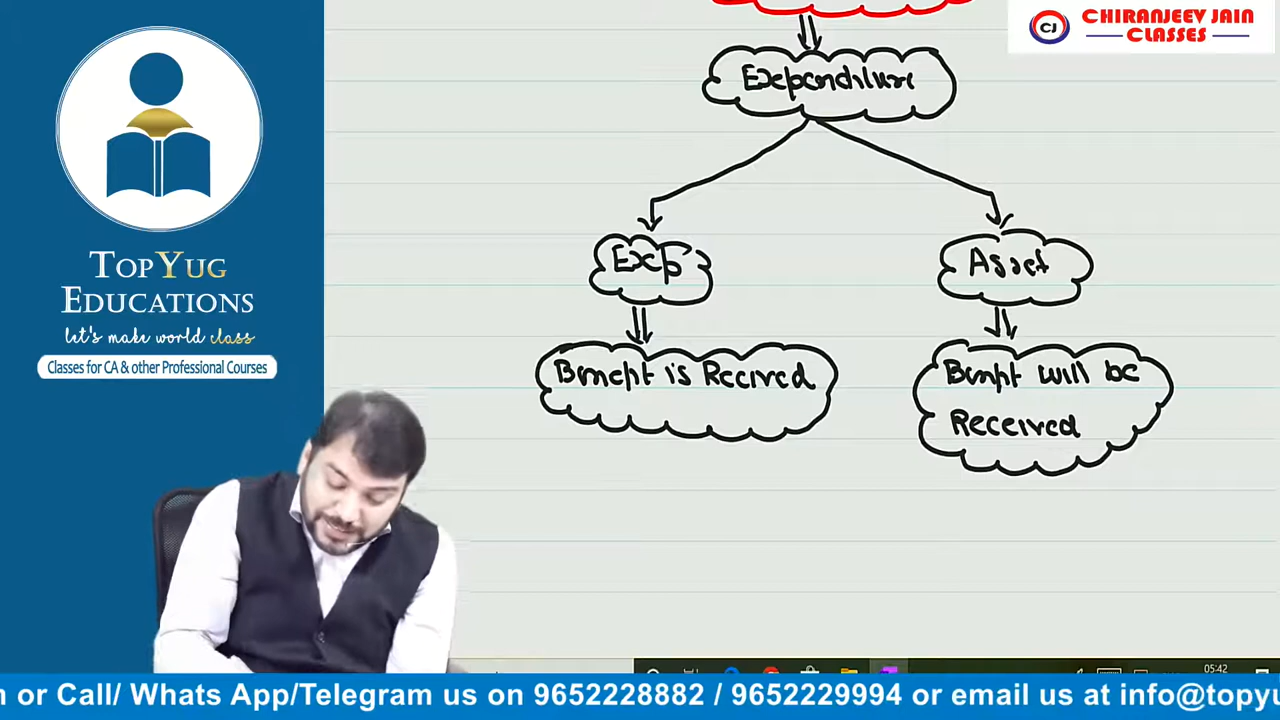 CHIRANJEEV JAIN
CLASSES
CJ
Expenditure
TOPYUG
EDUCATIONS
let's make world class
Classes for CA & other Professional Courses
Exp
Asset
Benefit is Received
Benefit will be
Received
05:42
n or Call/ Whats App/Telegram us on 9652228882 / 9652229994 or email us at info@topyu